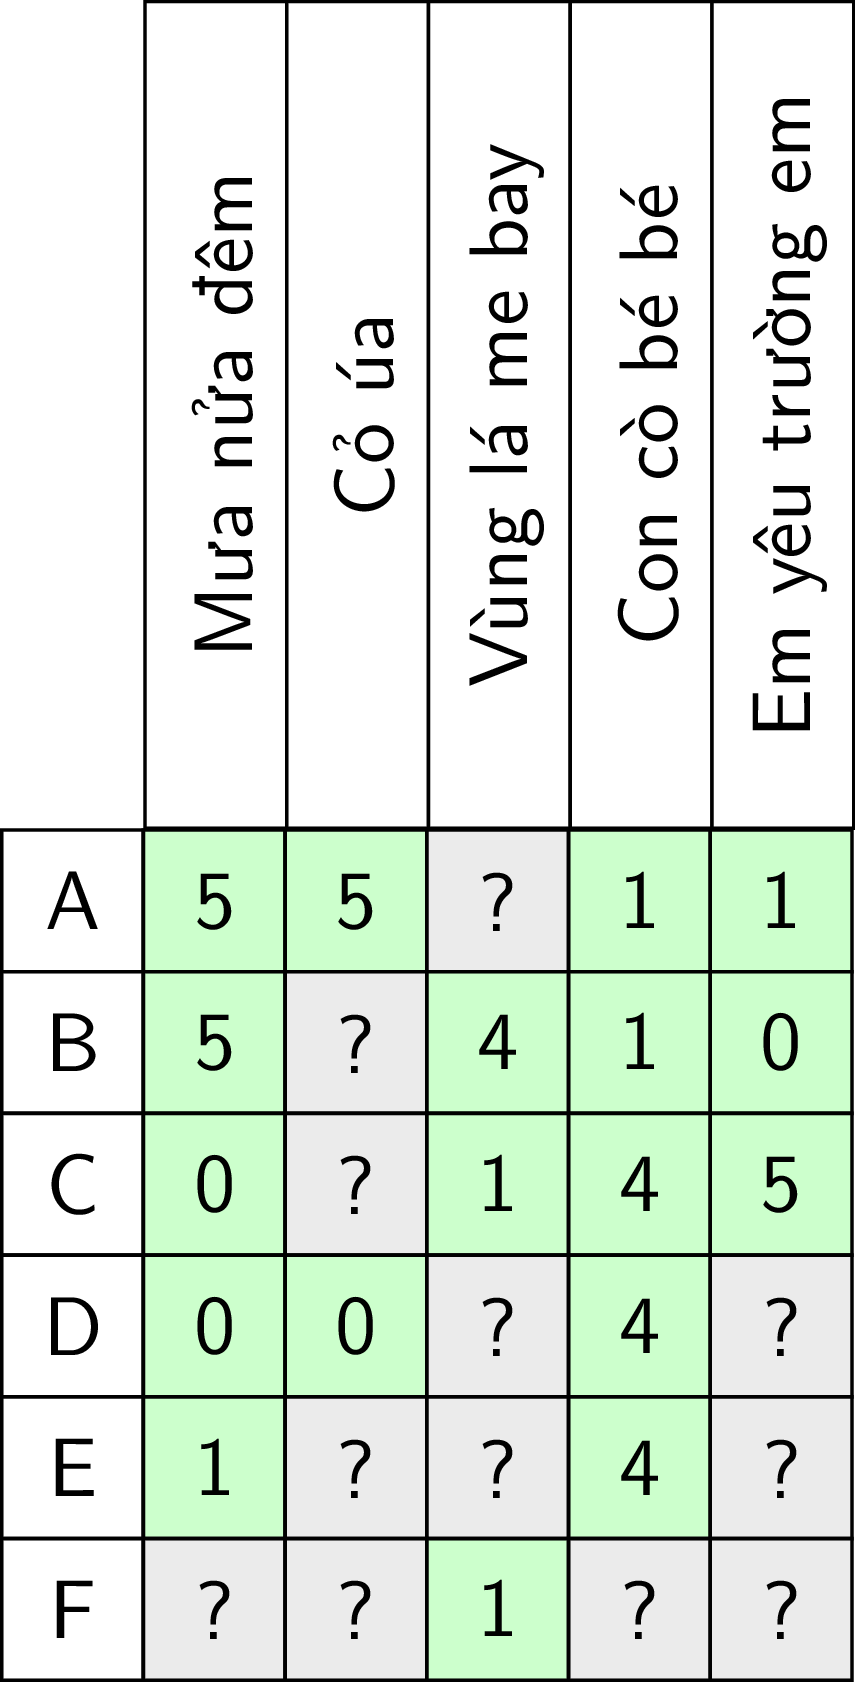 Mưa nửa đêm
Cỏ úa
Vùng lá me bay
Con cò bé bé
Em yêu trường em
A 5 5 ? 1 1
B 5 ? 4 1 0
C 0 ? 1 4 5
D 0 0 ? 4 ?
E 1 ? ? 4 ?
F ? ? 1 ? ?